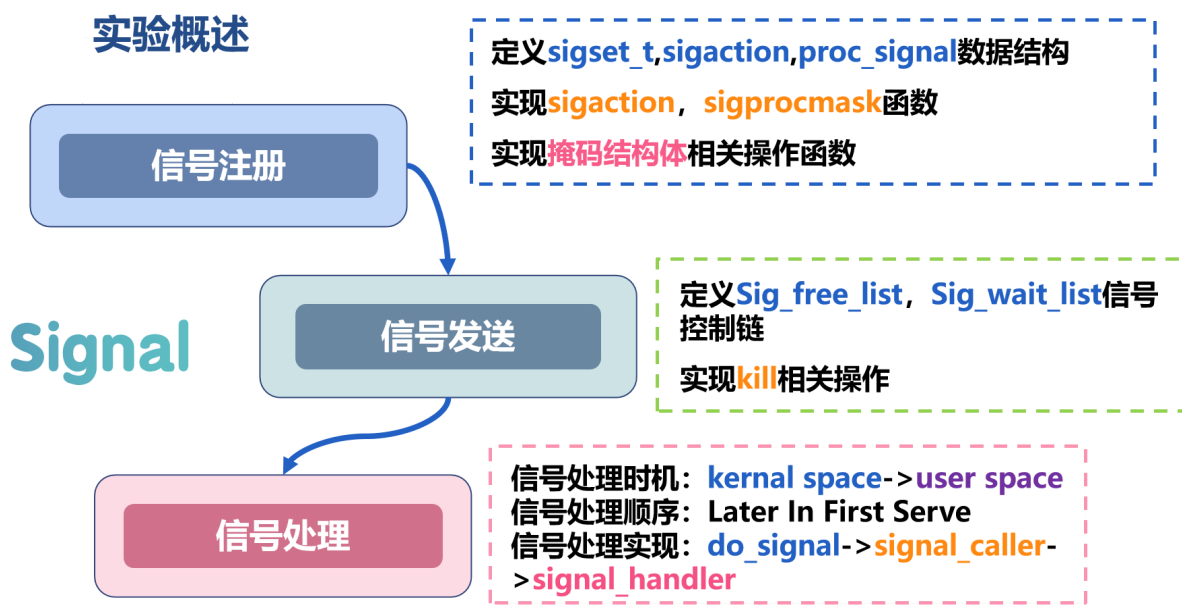 实验概述
定义sigset_t,sigaction,proc_signal数据结构
实现sigaction，sigprocmask函数
实现掩码结构体相关操作函数
信号注册
定义Sig_free_list，Sig_wait_list信号
控制链
实现kill相关操作
信号发送
Signal
信号处理时机：kernal space->user space
信号处理顺序：Later In First Serve
信号处理实现：do_signal->signal_caller-
>signal_handler
信号处理